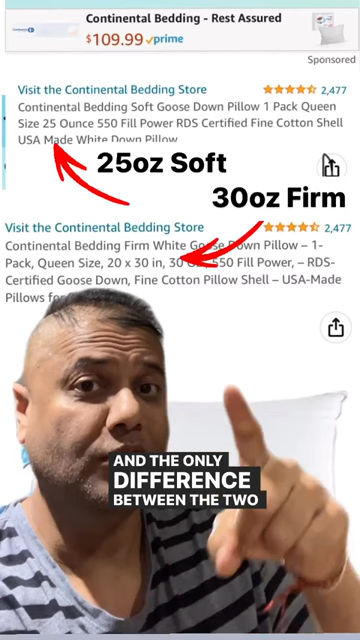 Continental Bedding - Rest Assured
$109.99 prime
Sponsored
Visit the Continental Bedding Store 2,477
Continental Bedding Soft Goose Down Pillow 1 Pack Queen
Size 25 Ounce 550 Fill Power RDS Certified Fine Cotton Shell
USA Made White Down Pillow
25oz Soft
30oz Firm
Visit the Continental Bedding Store 2,477
Continental Bedding Firm White Goose Down Pillow – 1-
Pack, Queen Size, 20 x 30 in, 30 550 Fill Power, – RDS-
Certified Goose Down, Fine Cotton Pillow Shell – USA-Made
Pillows
AND THE ONLY
DIFFERENCE
BETWEEN THE TWO